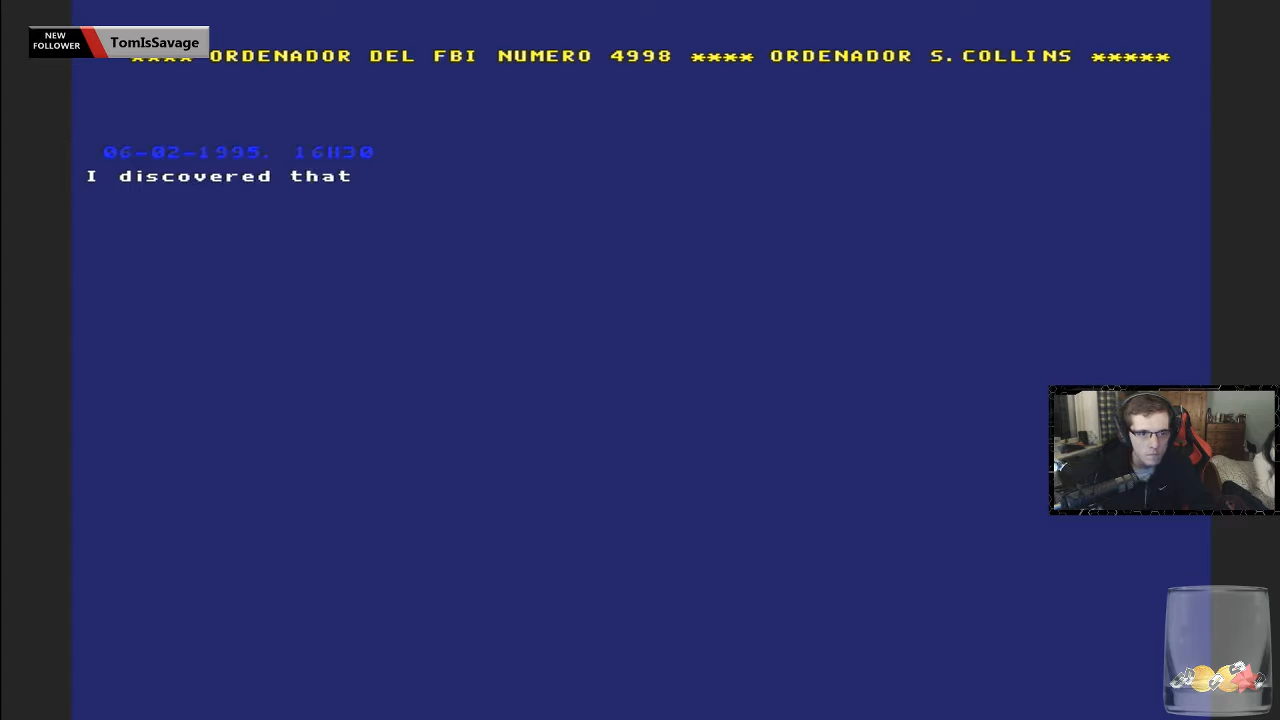 NEW
FOLLOWER
TomIsSavage
**** ORDENADOR DEL FBI NUMERO 4998 **** ORDENADOR S.COLLINS *****
06-02-1995. 16H30
I discovered that